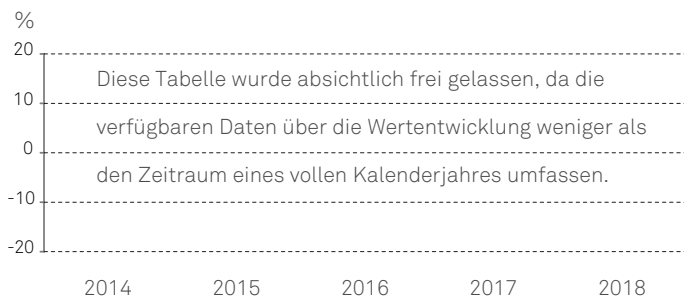 %
20
Diese Tabelle wurde absichtlich frei gelassen, da die
10
verfügbaren Daten über die Wertentwicklung weniger als
0
den Zeitraum eines vollen Kalenderjahres umfassen.
-10
-20
2014 2015 2016 2017 2018